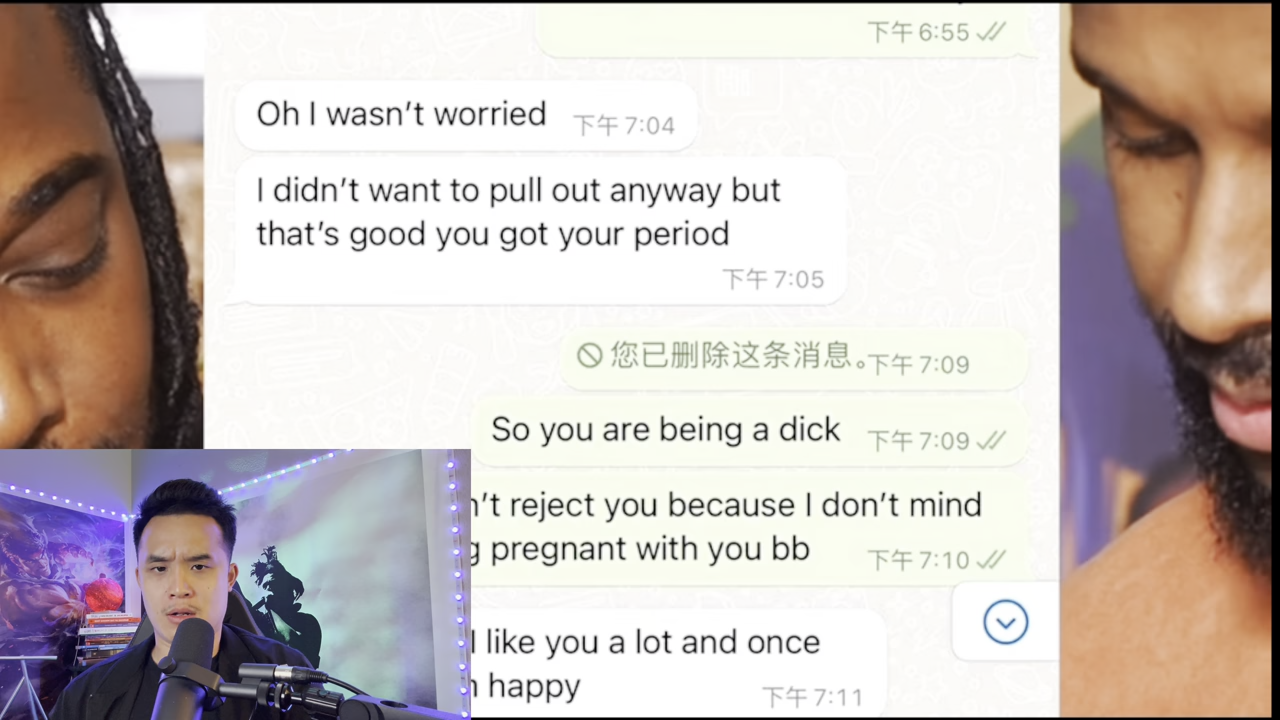 下午 6:55
Oh I wasn't worried 下午 7:04
I didn't want to pull out anyway but
that's good you got your period
下午 7:05
您已删除这条消息。下午 7:09
So you are being a dick 下午 7:09
reject you because I don't mind
pregnant with you bb 下午 7:10
I like you a lot and once
happy 下午 7:11